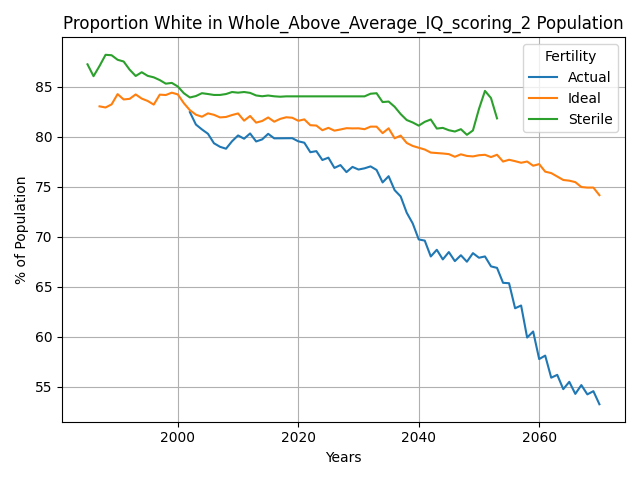 Proportion White in Whole_Above_Average_IQ_scoring_2 Population
Fertility
Actual
Ideal
Sterile
% of Population
85
80
75
70
65
60
55
2000
2020
2040
2060
Years